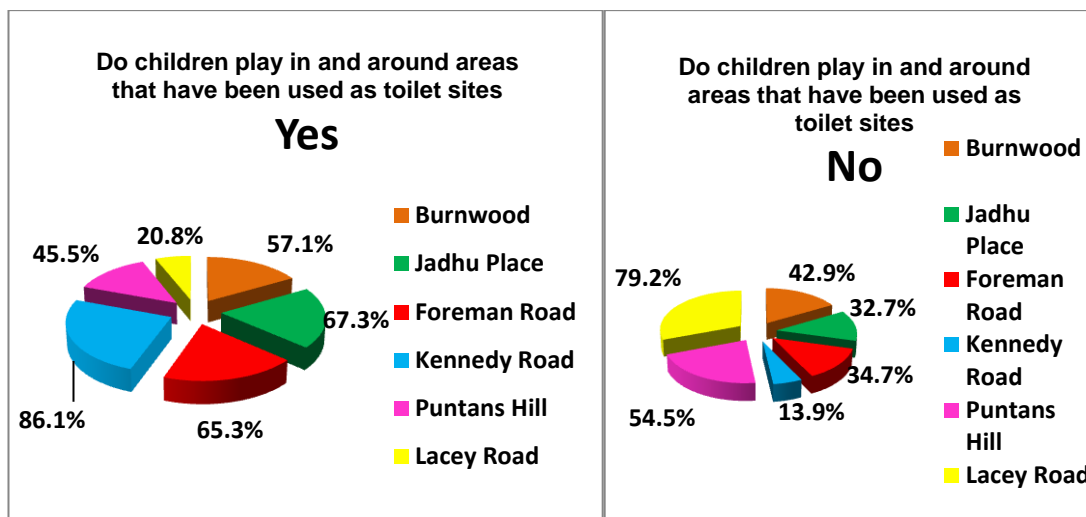 Do children play in and around areas
that have been used as toilet sites
Yes
20.8%
45.5%
57.1%
67.3%
86.1%
65.3%
Burnwood
Jadhu Place
Foreman Road
Kennedy Road
Puntans Hill
Lacey Road
Do children play in and around
areas that have been used as
toilet sites
No
79.2%
42.9%
32.7%
34.7%
54.5%
13.9%
Burnwood
Jadhu
Place
Foreman
Road
Kennedy
Road
Puntans
Hill
Lacey Road